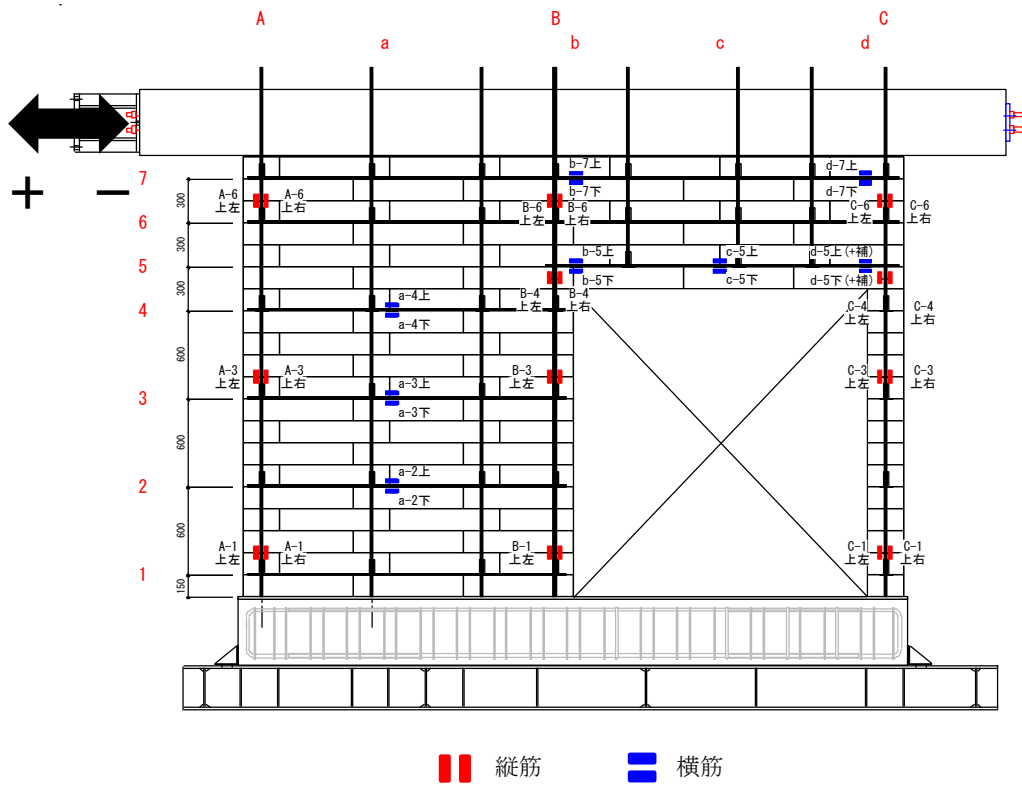 A
B
C
a
b
c
d
+ −
7
6
5
4
3
2
1
300
300
300
600
600
600
150
b-7上
b-7下
d-7上
d-7下
A-6
上左
A-6
上右
B-6
上左
B-6
上右
C-6
上左
C-6
上右
b-5上
b-5下
c-5上
c-5下
d-5上(+補)
d-5下(+補)
a-4上
a-4下
B-4
上左
B-4
上右
C-4
上左
C-4
上右
A-3
上左
A-3
上右
a-3上
a-3下
B-3
上左
C-3
上左
C-3
上右
a-2上
a-2下
A-1
上左
A-1
上右
B-1
上左
C-1
上左
C-1
上右
縦筋
横筋